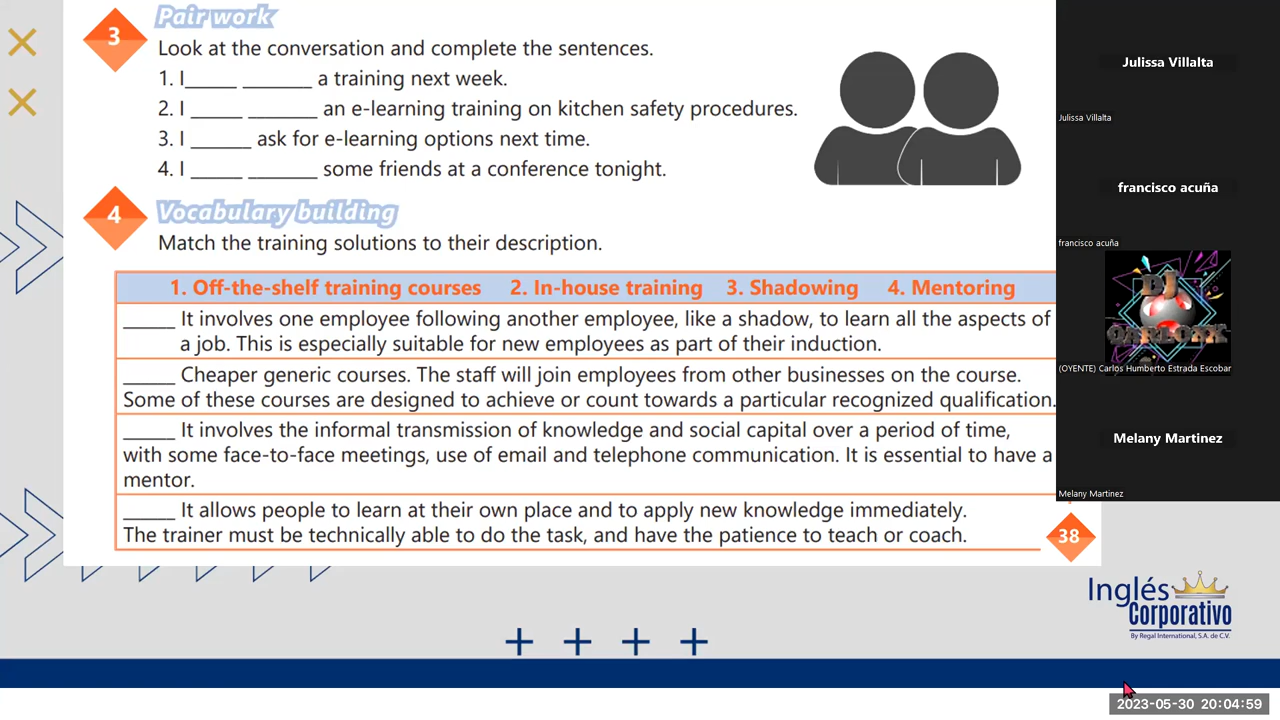 3
Pair work
Look at the conversation and complete the sentences.
1. I_____ _______ a training next week.
2. I _____ _______ an e-learning training on kitchen safety procedures.
3. I ______ ask for e-learning options next time.
4. I _____ _______ some friends at a conference tonight.
4
Vocabulary building
Match the training solutions to their description.
1. Off-the-shelf training courses 2. In-house training 3. Shadowing 4. Mentoring
_____ It involves one employee following another employee, like a shadow, to learn all the aspects of
a job. This is especially suitable for new employees as part of their induction.
_____ Cheaper generic courses. The staff will join employees from other businesses on the course.
Some of these courses are designed to achieve or count towards a particular recognized qualification.
_____ It involves the informal transmission of knowledge and social capital over a period of time,
with some face-to-face meetings, use of email and telephone communication. It is essential to have a
mentor.
_____ It allows people to learn at their own place and to apply new knowledge immediately.
The trainer must be technically able to do the task, and have the patience to teach or coach.
38
Julissa Villalta
Julissa Villalta
francisco acuña
francisco acuña
DJ
CARLOXX
(OYENTE) Carlos Humberto Estrada Escobar
Melany Martinez
Melany Martinez
Inglés
Corporativo
By Regal International, S.A. de C.V.
2023-05-30 20:04:59